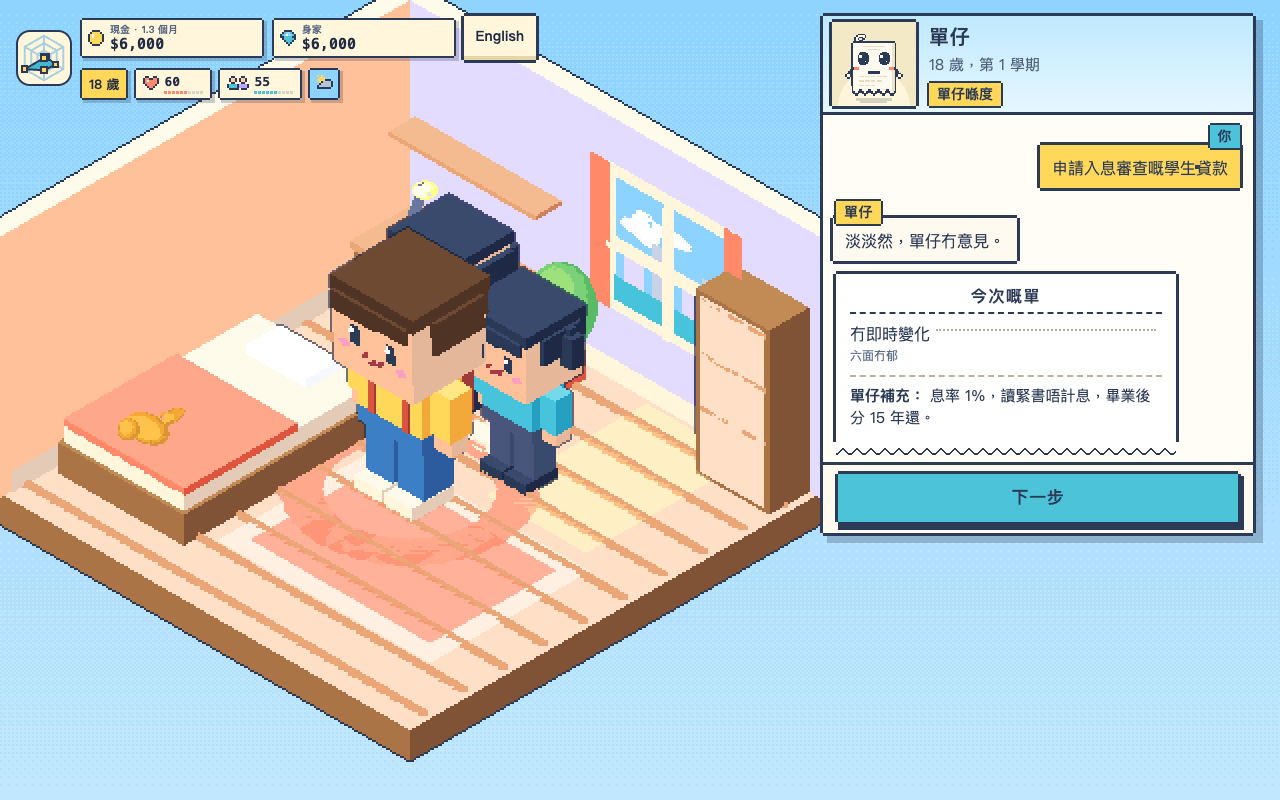 現金·1.3 個月
$6,000
身家
$6,000
English
18 歲
60
55
單仔
18 歲，第 1 學期
單仔喺度
你
申請入息審查嘅學生貸款
單仔
淡淡然，單仔冇意見。
今次嘅單
冇即時變化
六面冇郁
單仔補充： 息率 1%，讀緊書唔計息，畢業後
分 15 年還。
下一步